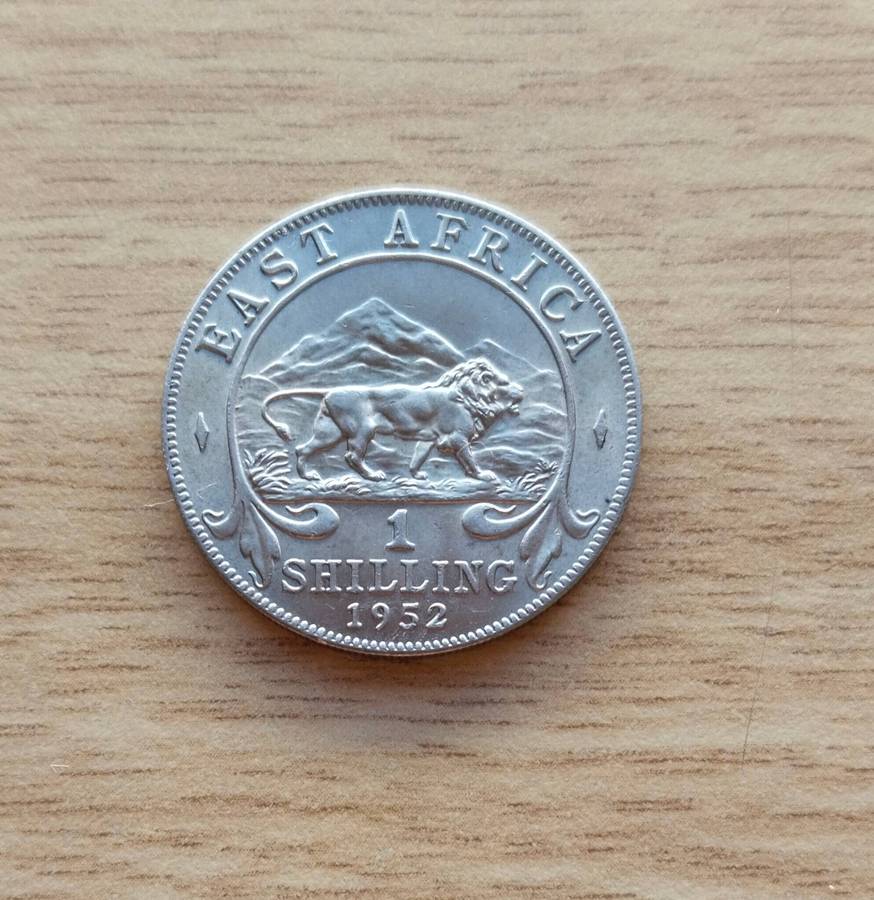 EAST AFRICA
1
SHILLING
1952